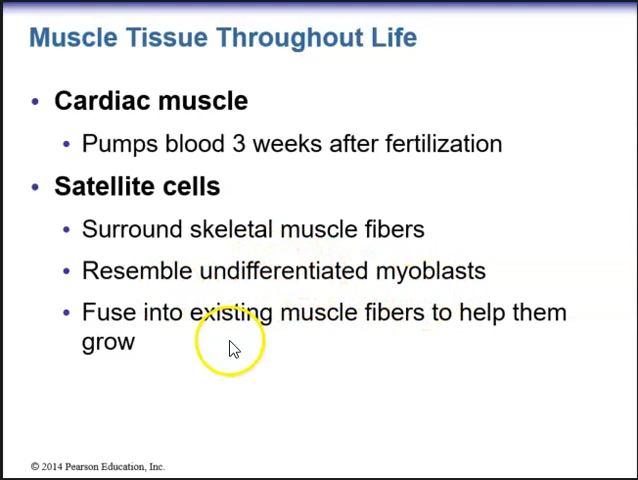 Muscle Tissue Throughout Life
• Cardiac muscle
• Pumps blood 3 weeks after fertilization
• Satellite cells
• Surround skeletal muscle fibers
• Resemble undifferentiated myoblasts
• Fuse into existing muscle fibers to help them
grow
© 2014 Pearson Education, Inc.